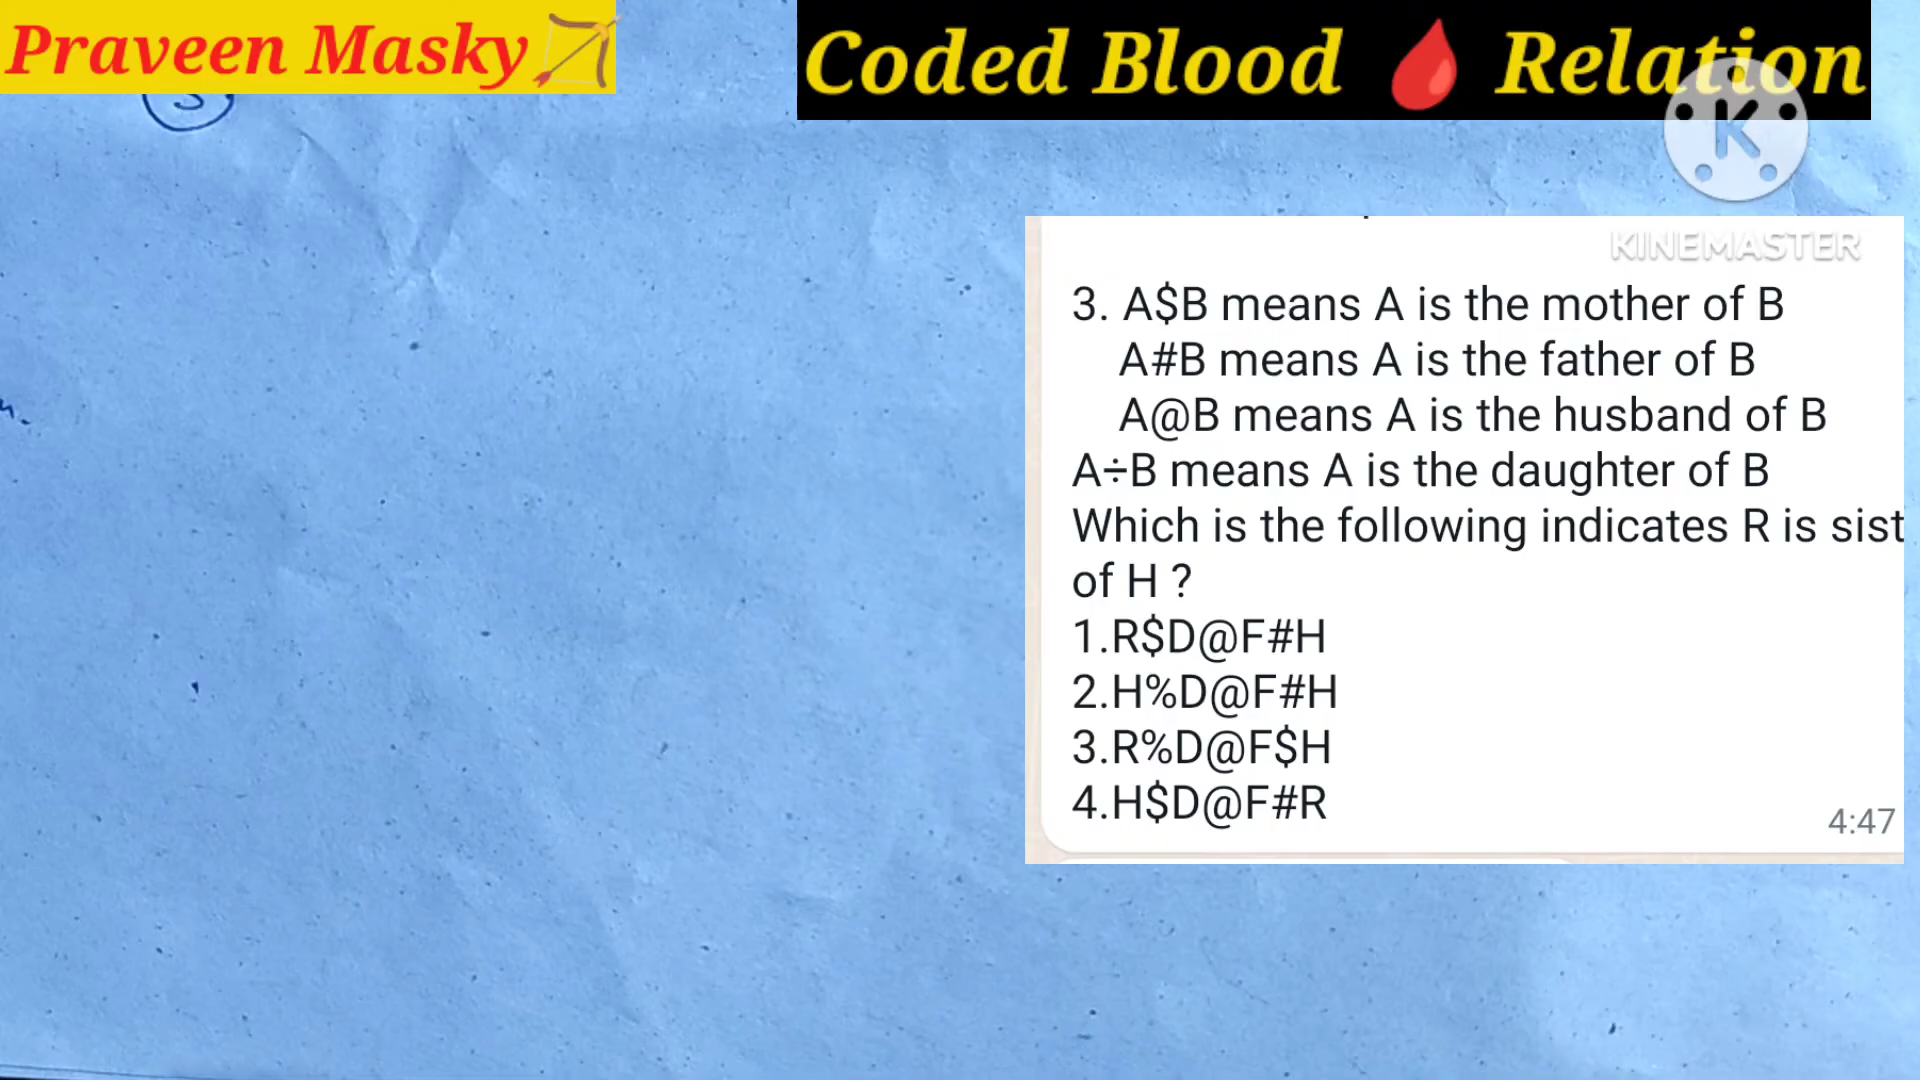 Praveen Masky
Coded Blood Relation
3
K
KINEMASTER
3. A$B means A is the mother of B
A#B means A is the father of B
A@B means A is the husband of B
A÷B means A is the daughter of B
Which is the following indicates R is sist
of H ?
1.R$D@F#H
2.H%D@F#H
3.R%D@F$H
4.H$D@F#R
4:47